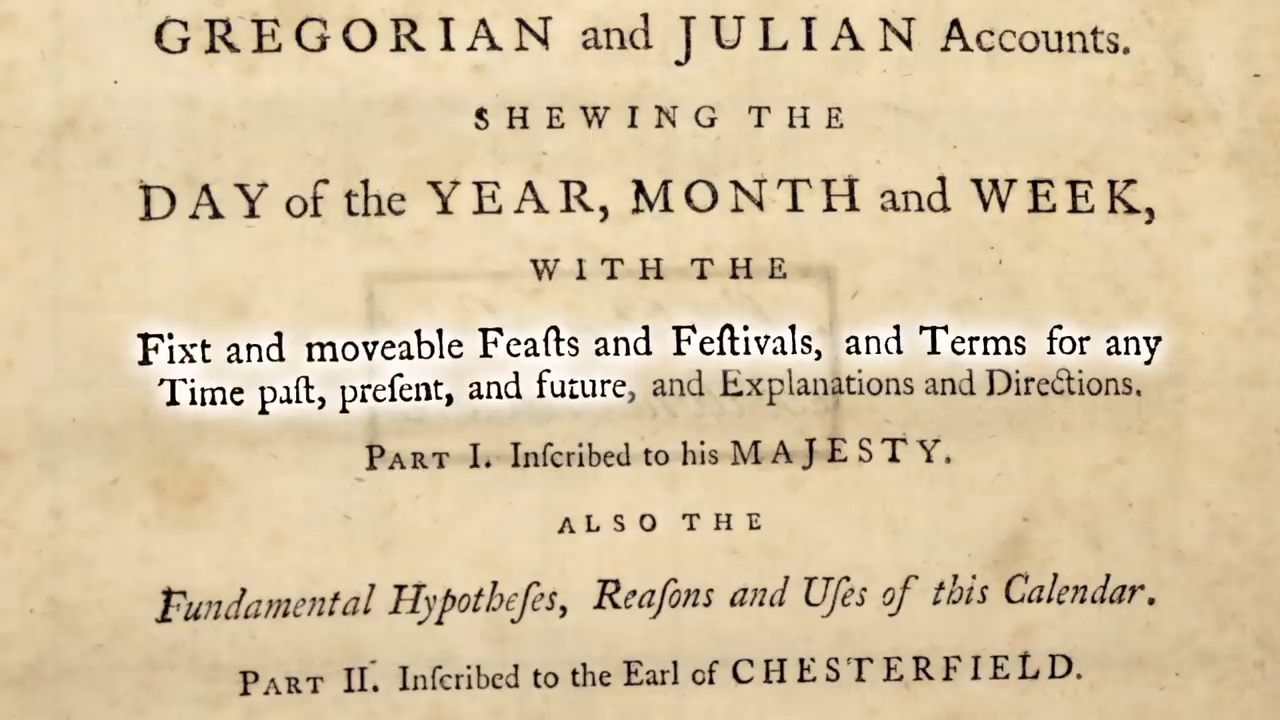 GREGORIAN and JULIAN Accounts.
SHEWING THE
DAY of the YEAR, MONTH and WEEK,
WITH THE
Fixt and moveable Feaſts and Feſtivals, and Terms for any
Time paſt, preſent, and future, and Explanations and Directions.
PART I. Inſcribed to his MAJESTY.
ALSO THE
Fundamental Hypotheſes, Reaſons and Uſes of this Calendar.
PART II. Inſcribed to the Earl of CHESTERFIELD.